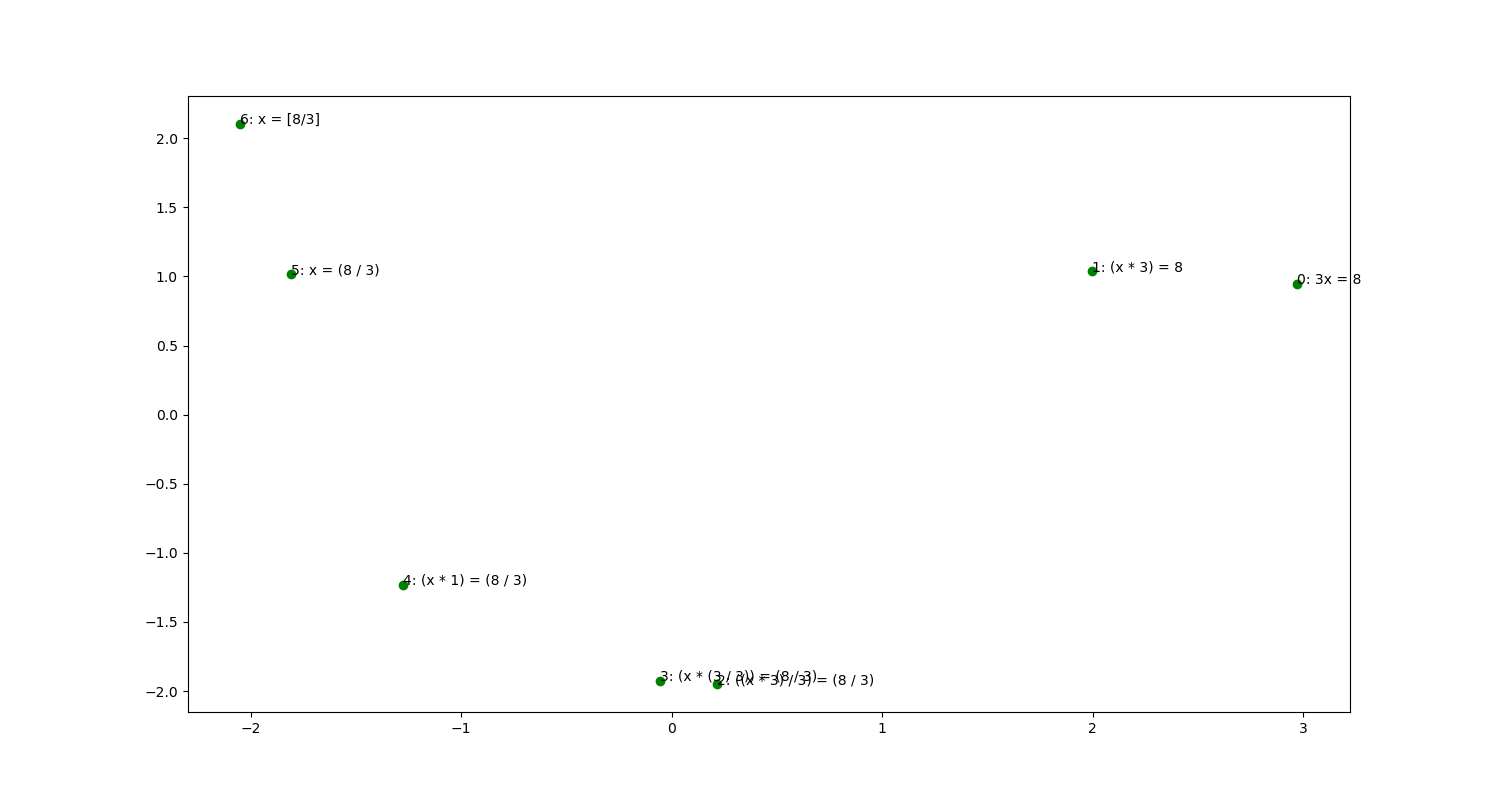 6: x = [8/3]
2.0
1.5
5: x = (8 / 3)
1: (x * 3) = 8
0: 3x = 8
1.0
0.5
0.0
−0.5
−1.0
4: (x * 1) = (8 / 3)
−1.5
3: (x * (3 / 3)) = (8 / 3)
2: ((x * 3) / 3) = (8 / 3)
−2.0
−2
−1
0
1
2
3